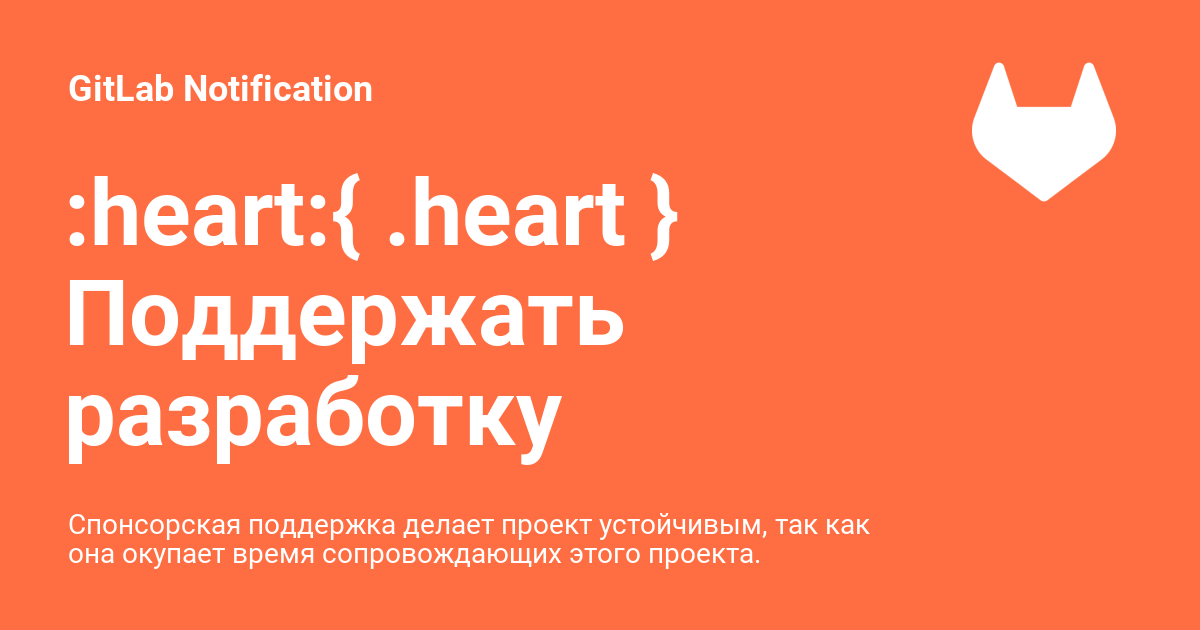 GitLab Notification
:heart:{ .heart }
Поддержать
разработку
Спонсорская поддержка делает проект устойчивым, так как
она окупает время сопровождающих этого проекта.